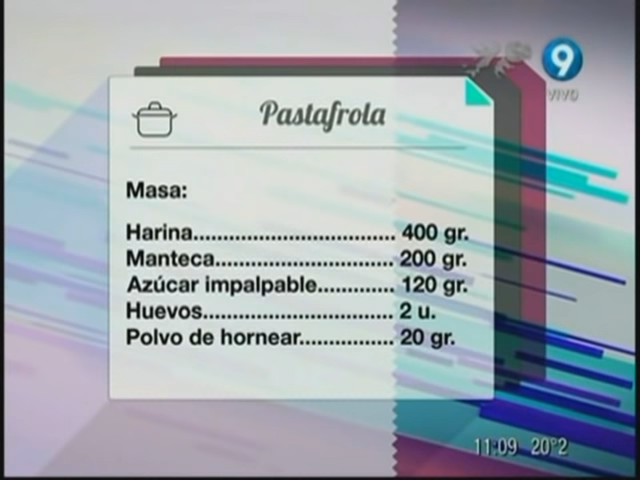 9
VIVO
Pastafrola
Masa:
Harina............................... 400 gr.
Manteca........................... 200 gr.
Azúcar impalpable............ 120 gr.
Huevos............................. 2 u.
Polvo de hornear............... 20 gr.
11:09 20°2